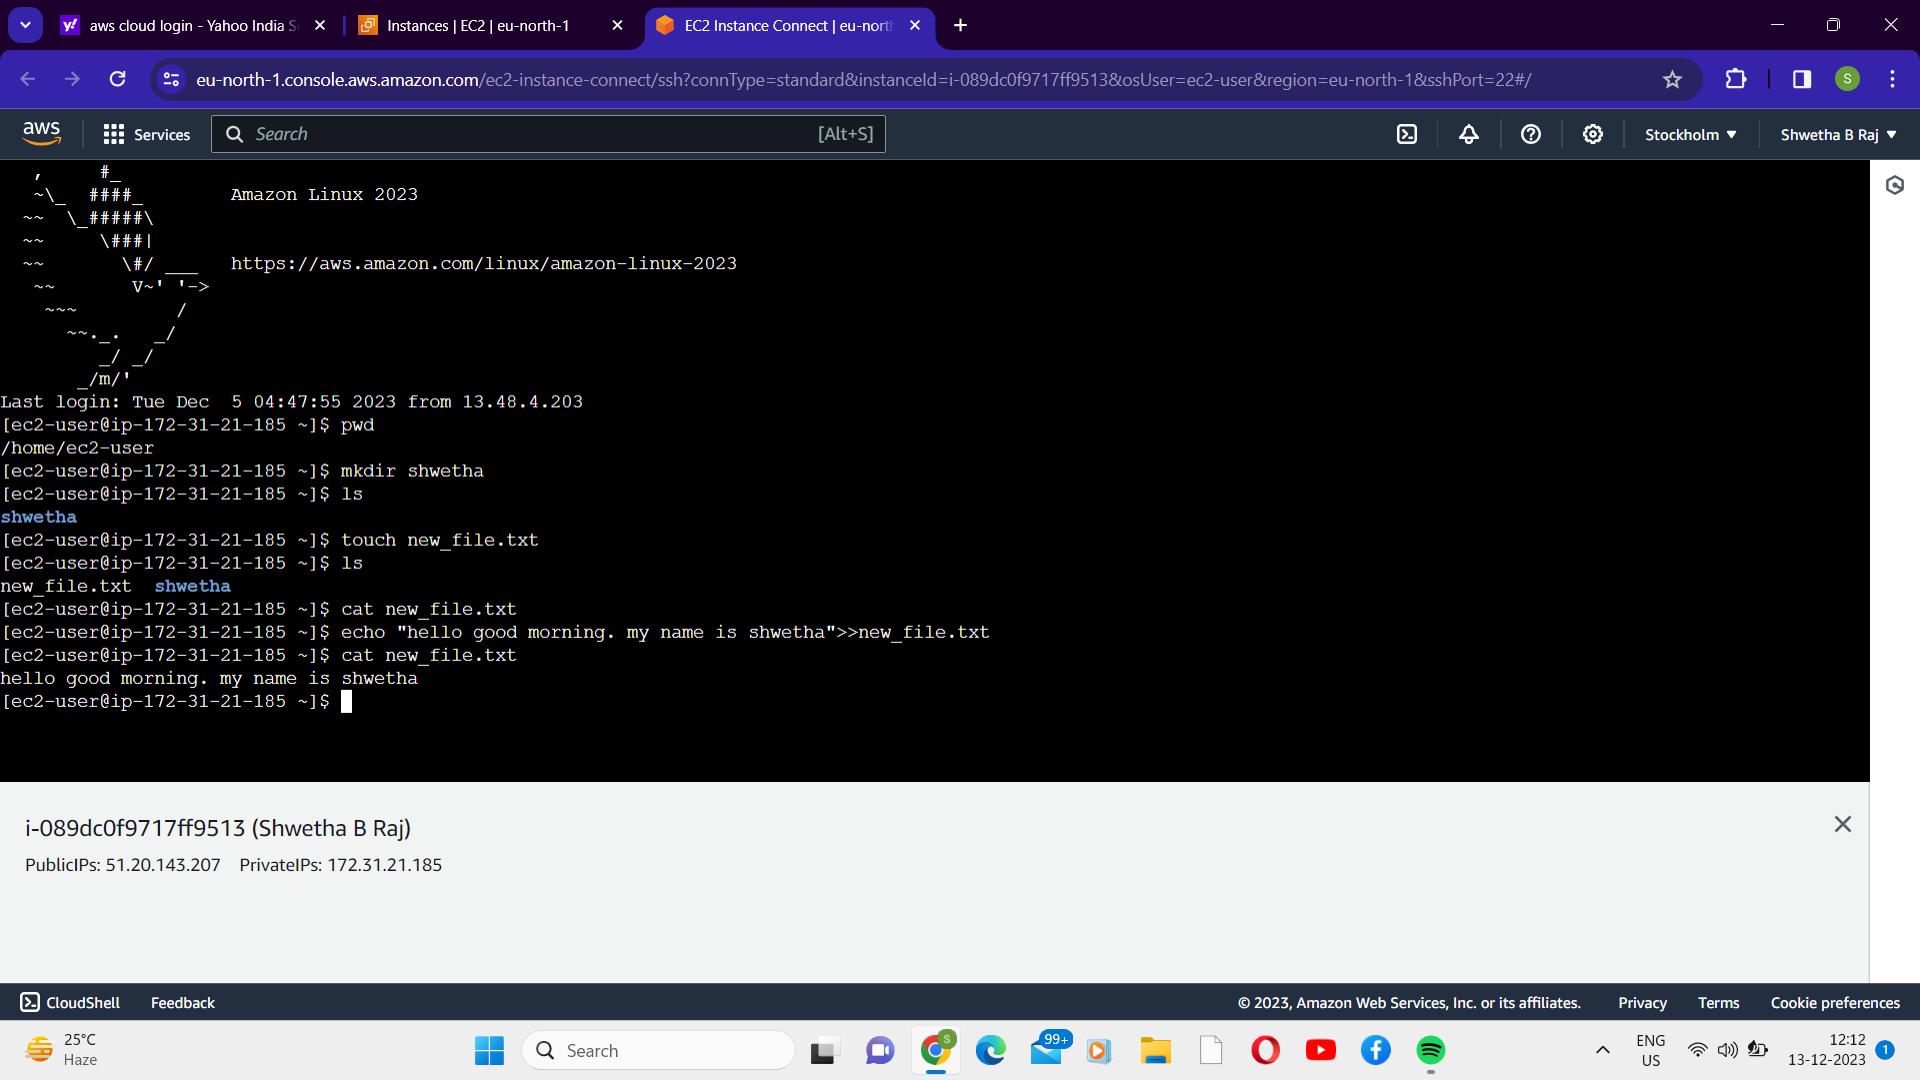 aws cloud login - Yahoo India S
Instances | EC2 | eu-north-1
EC2 Instance Connect | eu-nort
eu-north-1.console.aws.amazon.com/ec2-instance-connect/ssh?connType=standard&instanceId=i-089dc0f9717ff9513&osUser=ec2-user&region=eu-north-1&sshPort=22#/
S
aws
Services
Search
[Alt+S]
Stockholm
Shwetha B Raj
   ,     #_
   ~\_  ####_        Amazon Linux 2023
  ~~  \_#####\
  ~~     \###|
  ~~       \#/ ___   https://aws.amazon.com/linux/amazon-linux-2023
   ~~       V~' '->
    ~~~         /
      ~~._.   _/
         _/ _/
       _/m/'
Last login: Tue Dec  5 04:47:55 2023 from 13.48.4.203
[ec2-user@ip-172-31-21-185 ~]$ pwd
/home/ec2-user
[ec2-user@ip-172-31-21-185 ~]$ mkdir shwetha
[ec2-user@ip-172-31-21-185 ~]$ ls
shwetha
[ec2-user@ip-172-31-21-185 ~]$ touch new_file.txt
[ec2-user@ip-172-31-21-185 ~]$ ls
new_file.txt  shwetha
[ec2-user@ip-172-31-21-185 ~]$ cat new_file.txt
[ec2-user@ip-172-31-21-185 ~]$ echo "hello good morning. my name is shwetha">>new_file.txt
[ec2-user@ip-172-31-21-185 ~]$ cat new_file.txt
hello good morning. my name is shwetha
[ec2-user@ip-172-31-21-185 ~]$
i-089dc0f9717ff9513 (Shwetha B Raj)
PublicIPs: 51.20.143.207 PrivateIPs: 172.31.21.185
CloudShell
Feedback
© 2023, Amazon Web Services, Inc. or its affiliates.
Privacy
Terms
Cookie preferences
25°C
Haze
Search
S
99+
ENG
US
12:12
13-12-2023
1